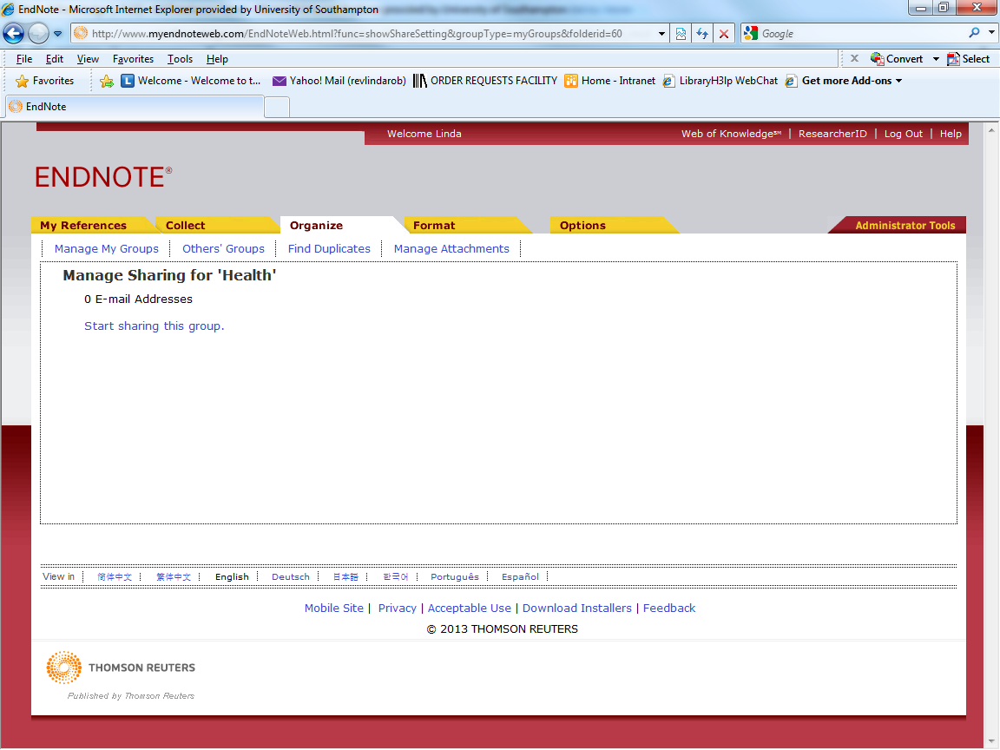 EndNote - Microsoft Internet Explorer provided by University of Southampton
http://www.myendnoteweb.com/EndNoteWeb.html?func=showShareSetting&groupType=myGroups&folderid=60
Google
File Edit View Favorites Tools Help
Convert Select
Favorites Welcome - Welcome to t... Yahoo! Mail (revlindarob) ORDER REQUESTS FACILITY Home - Intranet LibraryH3lp WebChat Get more Add-ons
EndNote
Welcome Linda Web of Knowledge℠ | ResearcherID | Log Out | Help
ENDNOTE®
My References Collect Organize Format Options Administrator Tools
Manage My Groups Others' Groups Find Duplicates Manage Attachments
Manage Sharing for 'Health'
0 E-mail Addresses
Start sharing this group.
View in 简体中文 繁体中文 English Deutsch 日本語 한국어 Português Español
Mobile Site | Privacy | Acceptable Use | Download Installers | Feedback
© 2013 THOMSON REUTERS
THOMSON REUTERS
Published by Thomson Reuters